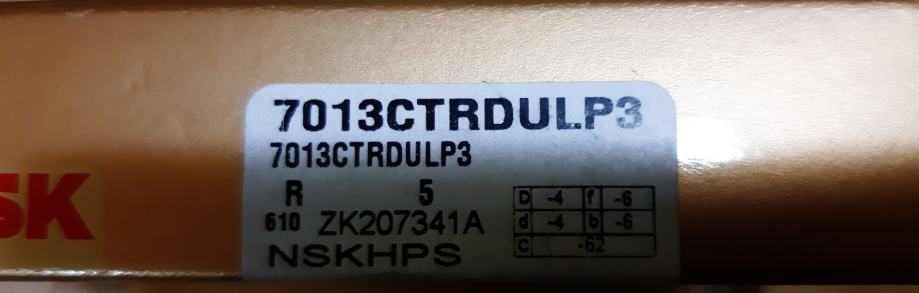 7013CTRDULP3
7013CTRDULP3
R 5
610 ZK207341A
NSKHPS
D -4 f -6
d -4 b -6
C -62
SK